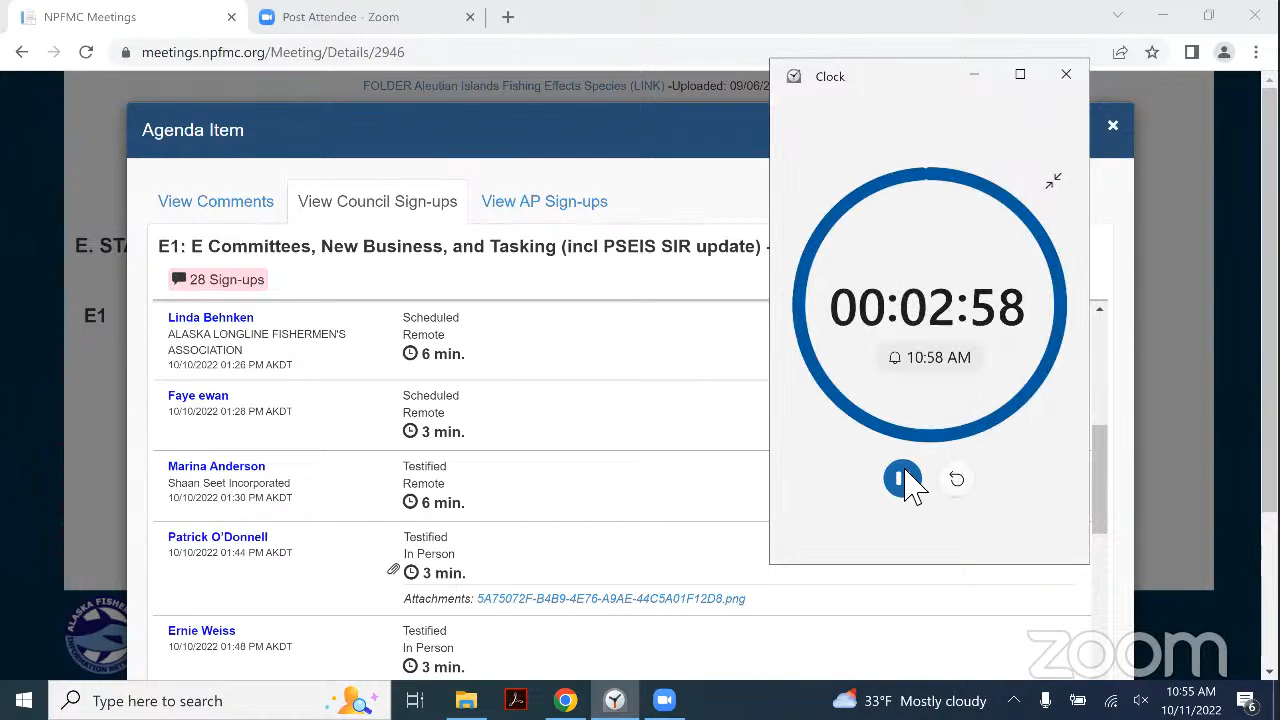 NPFMC Meetings
Post Attendee - Zoom
meetings.npfmc.org/Meeting/Details/2946
FOLDER Aleutian Islands Fishing Effects Species (LINK) -Uploaded: 09/06/2
Clock
Agenda Item
View Comments
View Council Sign-ups
View AP Sign-ups
E. STA
E1: E Committees, New Business, and Tasking (incl PSEIS SIR update) -
28 Sign-ups
E1
Linda Behnken
ALASKA LONGLINE FISHERMEN'S
ASSOCIATION
10/10/2022 01:26 PM AKDT
Scheduled
Remote
6 min.
Faye ewan
10/10/2022 01:28 PM AKDT
Scheduled
Remote
3 min.
Marina Anderson
Shaan Seet Incorporated
10/10/2022 01:30 PM AKDT
Testified
Remote
6 min.
Patrick O'Donnell
10/10/2022 01:44 PM AKDT
Testified
In Person
3 min.
Attachments: 5A75072F-B4B9-4E76-A9AE-44C5A01F12D8.png
Ernie Weiss
10/10/2022 01:48 PM AKDT
Testified
In Person
3 min.
00:02:58
10:58 AM
ALASKA FISHER
INFORMATION NETW
zoom
Type here to search
33°F Mostly cloudy
10:55 AM
10/11/2022
6